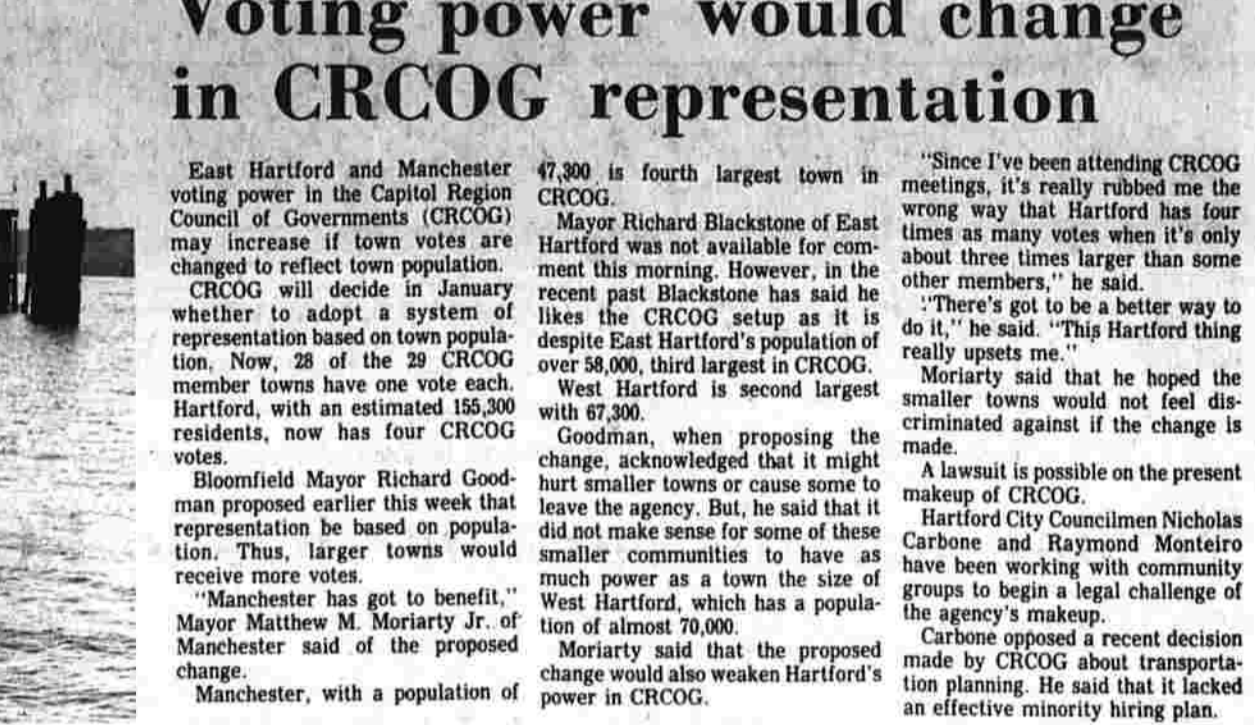 Voting power would change
in CRCOG representation
East Hartford and Manchester
voting power in the Capitol Region
Council of Governments (CRCOG)
may increase if town votes are
changed to reflect town population.
CRCOG will decide in January
whether to adopt a system of
representation based on town popula-
tion. Now, 28 of the 29 CRCOG
member towns have one vote each.
Hartford, with an estimated 155,300
residents, now has four CRCOG
votes.
Bloomfield Mayor Richard Good-
man proposed earlier this week that
representation be based on popula-
tion. Thus, larger towns would
receive more votes.
"Manchester has got to benefit,"
Mayor Matthew M. Moriarty Jr. of
Manchester said of the proposed
change.
Manchester, with a population of
47,300 is fourth largest town in
CRCOG.
Mayor Richard Blackstone of East
Hartford was not available for com-
ment this morning. However, in the
recent past Blackstone has said he
likes the CRCOG setup as it is
despite East Hartford's population of
over 58,000, third largest in CRCOG.
West Hartford is second largest
with 67,300.
Goodman, when proposing the
change, acknowledged that it might
hurt smaller towns or cause some to
leave the agency. But, he said that it
did not make sense for some of these
smaller communities to have as
much power as a town the size of
West Hartford, which has a popula-
tion of almost 70,000.
Moriarty said that the proposed
change would also weaken Hartford's
power in CRCOG.
"Since I've been attending CRCOG
meetings, it's really rubbed me the
wrong way that Hartford has four
times as many votes when it's only
about three times larger than some
other members," he said.
"There's got to be a better way to
do it," he said. "This Hartford thing
really upsets me."
Moriarty said that he hoped the
smaller towns would not feel dis-
criminated against if the change is
made.
A lawsuit is possible on the present
makeup of CRCOG.
Hartford City Councilmen Nicholas
Carbone and Raymond Monteiro
have been working with community
groups to begin a legal challenge of
the agency's makeup.
Carbone opposed a recent decision
made by CRCOG about transporta-
tion planning. He said that it lacked
an effective minority hiring plan.